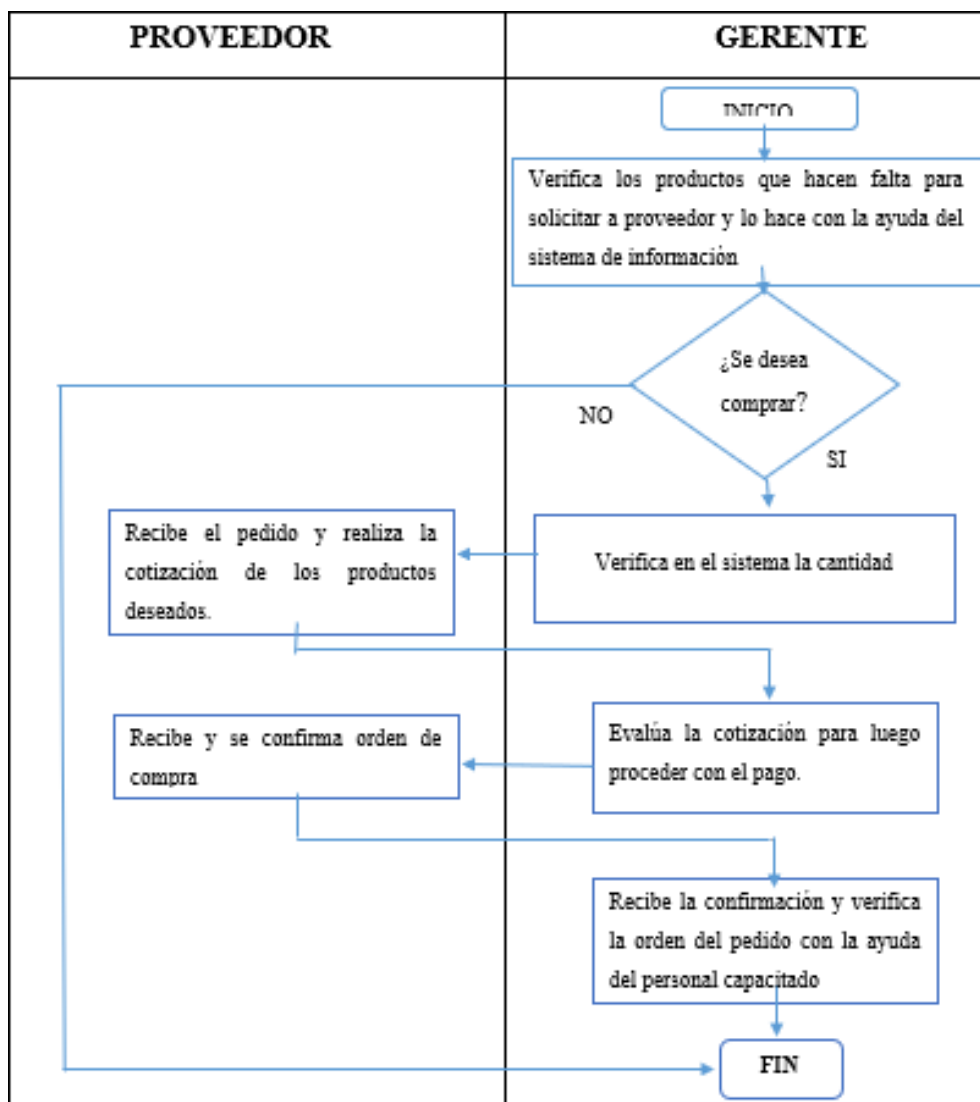 PROVEEDOR
GERENTE
INICIO
Verifica los productos que hacen falta para
solicitar a proveedor y lo hace con la ayuda del
sistema de información
¿Se desea
comprar?
NO
SI
Recibe el pedido y realiza la
cotización de los productos
deseados.
Verifica en el sistema la cantidad
Recibe y se confirma orden de
compra
Evalúa la cotización para luego
proceder con el pago.
Recibe la confirmación y verifica
la orden del pedido con la ayuda
del personal capacitado
FIN